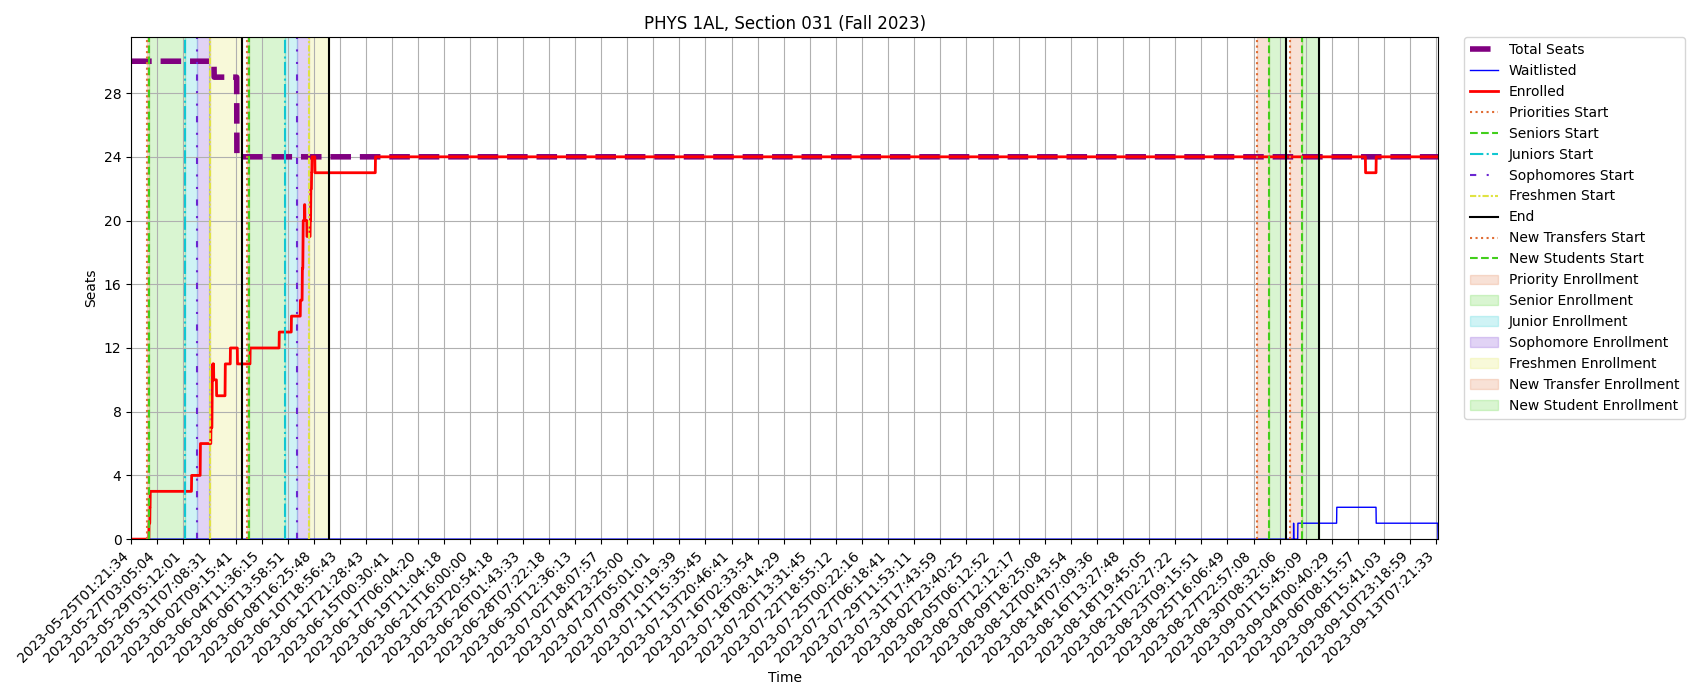 PHYS 1AL, Section 031 (Fall 2023)
Seats
28
24
20
16
12
8
4
0
Total Seats
Waitlisted
Enrolled
Priorities Start
Seniors Start
Juniors Start
Sophomores Start
Freshmen Start
End
New Transfers Start
New Students Start
Priority Enrollment
Senior Enrollment
Junior Enrollment
Sophomore Enrollment
Freshmen Enrollment
New Transfer Enrollment
New Student Enrollment
2023-05-25T01:21:34
2023-05-27T03:05:04
2023-05-29T05:12:01
2023-05-31T07:08:31
2023-06-02T09:15:41
2023-06-04T11:36:15
2023-06-06T13:58:51
2023-06-08T16:25:48
2023-06-10T18:56:43
2023-06-12T21:28:43
2023-06-15T00:30:41
2023-06-17T06:04:20
2023-06-19T11:04:18
2023-06-21T16:00:00
2023-06-23T20:54:18
2023-06-26T01:43:33
2023-06-28T07:22:18
2023-06-30T12:36:13
2023-07-02T18:07:57
2023-07-04T23:25:00
2023-07-07T05:01:01
2023-07-09T10:19:39
2023-07-11T15:35:45
2023-07-13T20:46:41
2023-07-16T02:33:54
2023-07-18T08:14:29
2023-07-20T13:31:45
2023-07-22T18:55:12
2023-07-25T00:22:16
2023-07-27T06:18:41
2023-07-29T11:53:11
2023-07-31T17:43:59
2023-08-02T23:40:25
2023-08-05T06:12:52
2023-08-07T12:12:17
2023-08-09T18:25:08
2023-08-12T00:43:54
2023-08-14T07:09:36
2023-08-16T13:27:48
2023-08-18T19:45:05
2023-08-21T02:27:22
2023-08-23T09:15:51
2023-08-25T16:06:49
2023-08-27T22:57:08
2023-08-30T08:32:06
2023-09-01T15:45:09
2023-09-04T00:40:29
2023-09-06T08:15:57
2023-09-08T15:41:03
2023-09-10T23:18:59
2023-09-13T07:21:33
Time